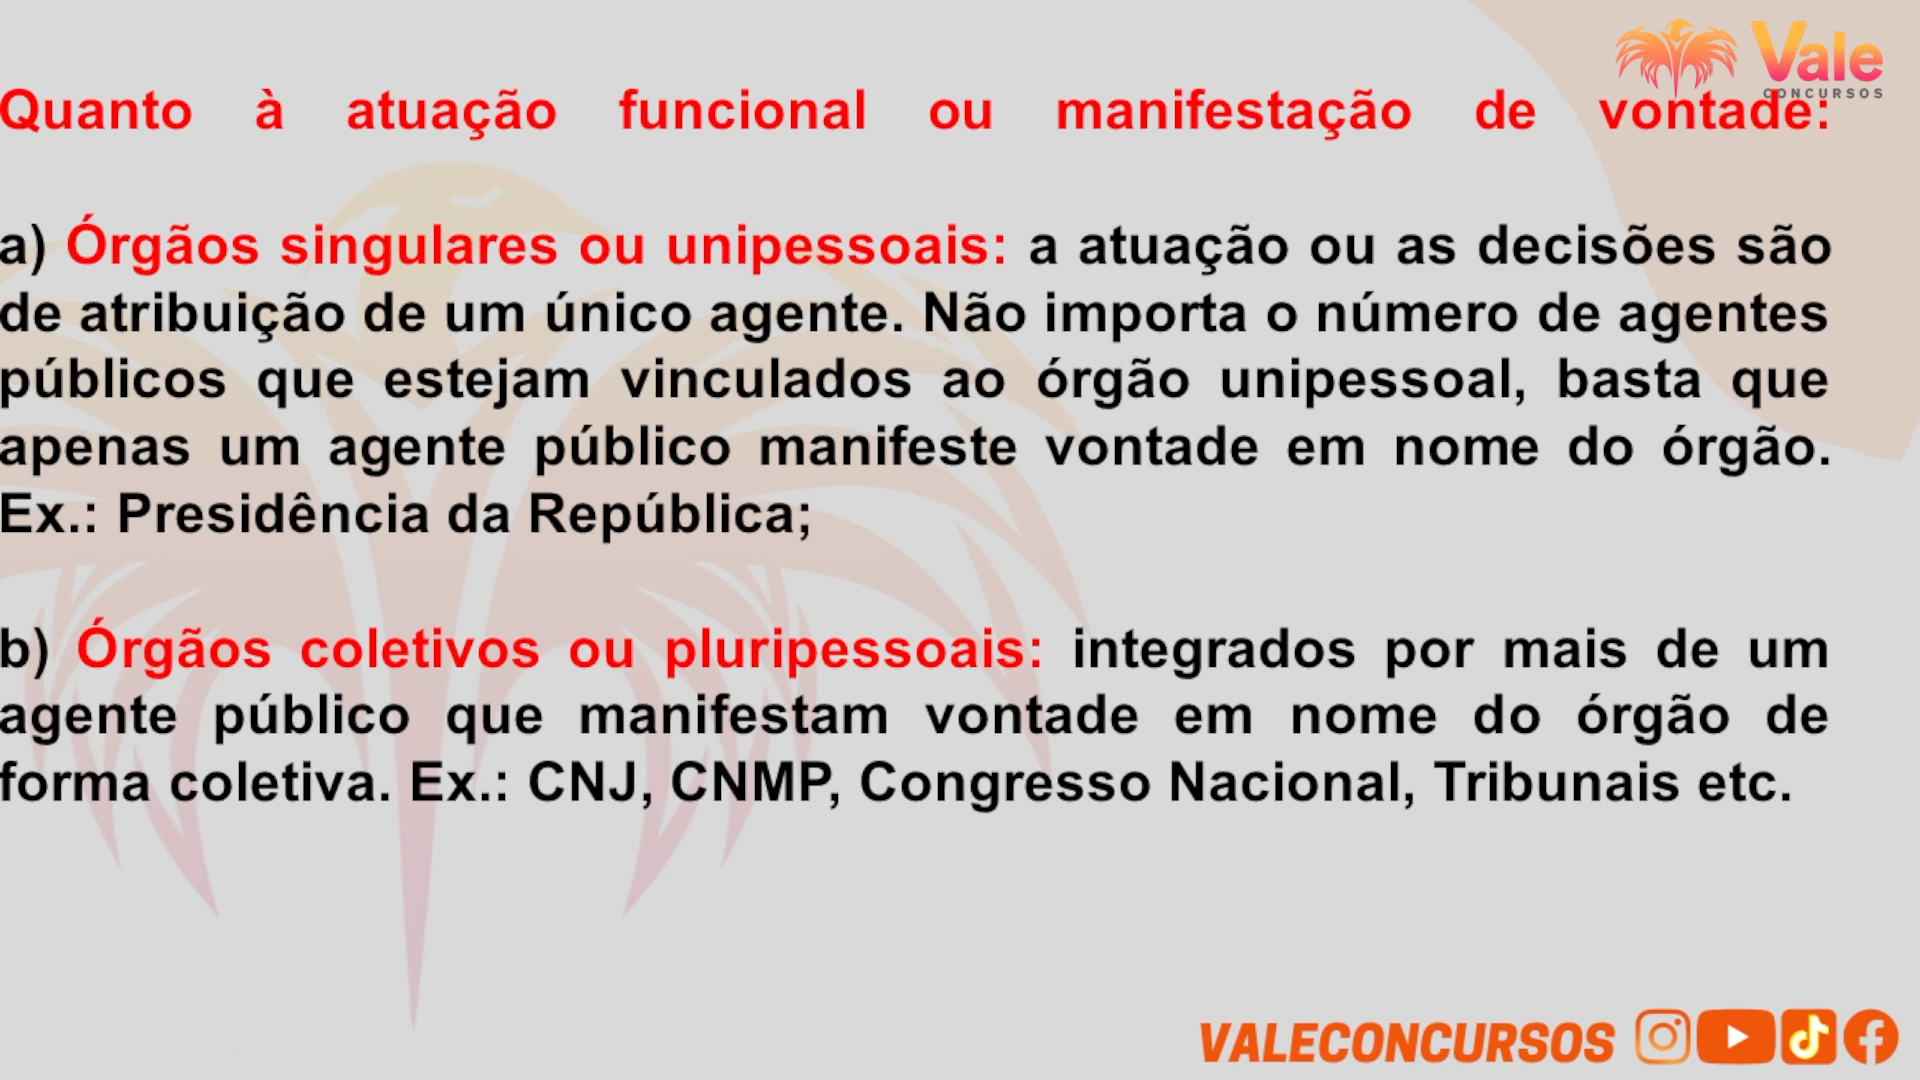 Vale
CONCURSOS
Quanto à atuação funcional ou manifestação de vontade:
a) Órgãos singulares ou unipessoais: a atuação ou as decisões são
de atribuição de um único agente. Não importa o número de agentes
públicos que estejam vinculados ao órgão unipessoal, basta que
apenas um agente público manifeste vontade em nome do órgão.
Ex.: Presidência da República;
b) Órgãos coletivos ou pluripessoais: integrados por mais de um
agente público que manifestam vontade em nome do órgão de
forma coletiva. Ex.: CNJ, CNMP, Congresso Nacional, Tribunais etc.
VALECONCURSOS